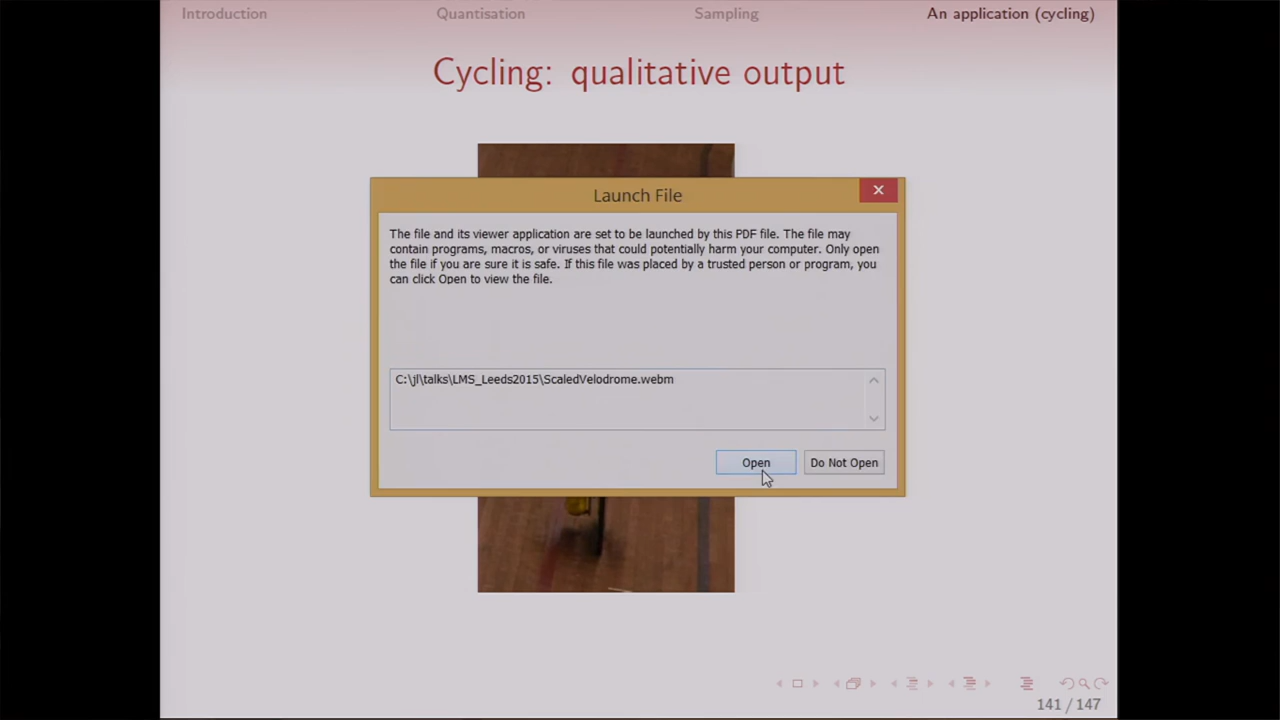 Introduction Quantisation Sampling An application (cycling)
Cycling: qualitative output
Launch File
The file and its viewer application are set to be launched by this PDF file. The file may
contain programs, macros, or viruses that could potentially harm your computer. Only open
the file if you are sure it is safe. If this file was placed by a trusted person or program, you
can click Open to view the file.
C:\jl\talks\LMS_Leeds2015\ScaledVelodrome.webm
Open Do Not Open
141 / 147